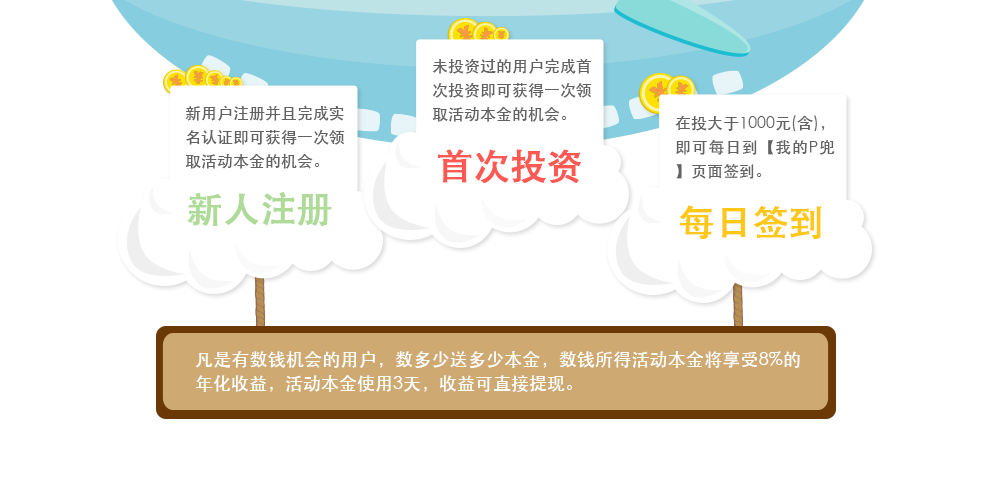 新用户注册并且完成实
名认证即可获得一次领
取活动本金的机会。
新人注册
未投资过的用户完成首
次投资即可获得一次领
取活动本金的机会。
首次投资
在投大于1000元(含)，
即可每日到【我的P兜
】页面签到。
每日签到
凡是有数钱机会的用户，数多少送多少本金，数钱所得活动本金将享受8%的
年化收益，活动本金使用3天，收益可直接提现。